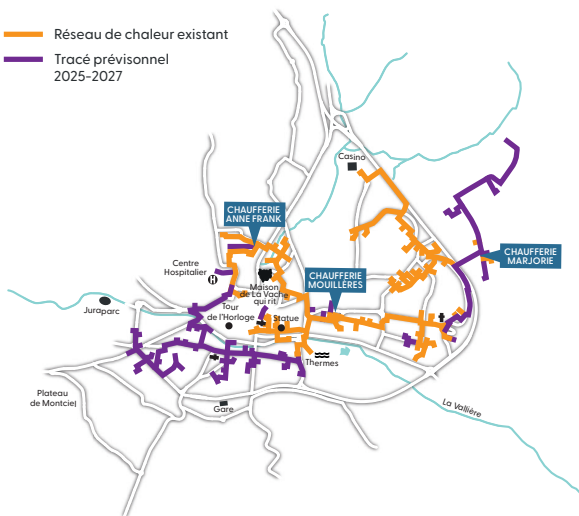 Réseau de chaleur existant
Tracé prévisonnel
2025-2027
Casino
CHAUFFERIE
ANNE FRANK
CHAUFFERIE
MARJORIE
Centre
Hospitalier
H
CHAUFFERIE
MOUILLÈRES
Maison
de La Vache
qui rit
Juraparc
Tour
de l'Horloge
Statue
Thermes
Plateau
de Montciel
Gare
La Vallière